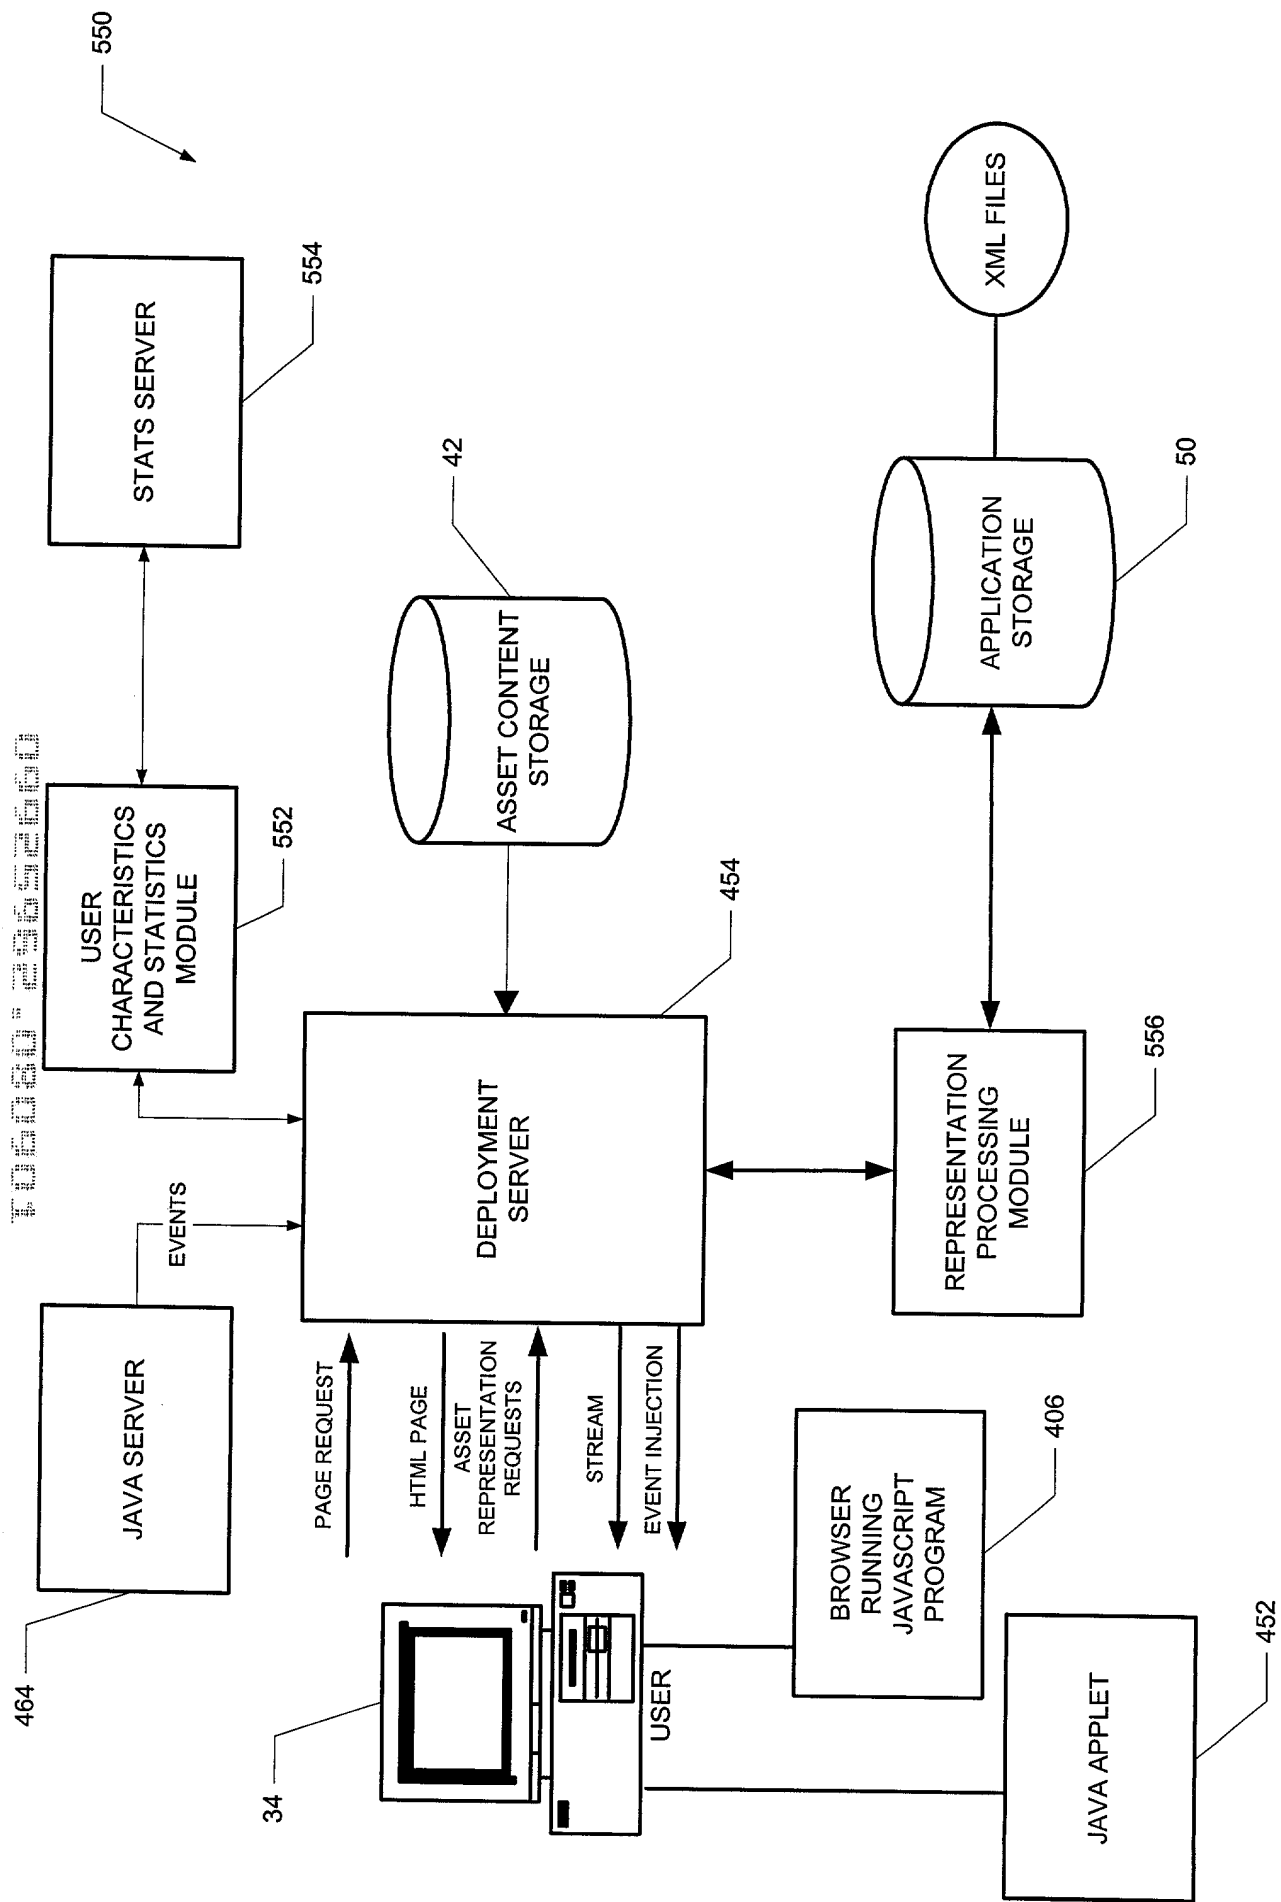 550
STATS SERVER
554
USER
CHARACTERISTICS
AND STATISTICS
MODULE
552
JAVA SERVER
464
EVENTS
ASSET CONTENT
STORAGE
42
DEPLOYMENT
SERVER
454
PAGE REQUEST
HTML PAGE
ASSET
REPRESENTATION
REQUESTS
STREAM
EVENT INJECTION
34
USER
XML FILES
APPLICATION
STORAGE
50
REPRESENTATION
PROCESSING
MODULE
556
BROWSER
RUNNING
JAVASCRIPT
PROGRAM
406
JAVA APPLET
452